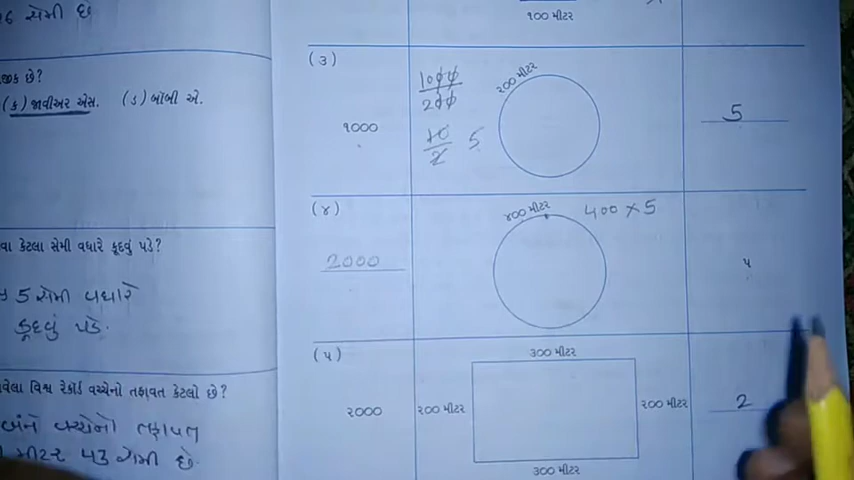 ૬ સેમી છે
૧૦૦ મીટર
છે?
(ક) જાવીઅર એસ. (ડ) બૉબી એ.
(૩)
૧૦૦૦
1000
200
10
2
5
૨૦૦ મીટર
5
(૪)
2000
૪૦૦ મીટર
400 × 5
૫
કેટલા સેમી વધારે કૂદવું પડે?
5 સેમી વધારે
કૂદવું પડે.
(૫)
૨૦૦૦
૩૦૦ મીટર
૨૦૦ મીટર
૨૦૦ મીટર
૩૦૦ મીટર
2
વિશ્વ રેકોર્ડ વચ્ચેનો તફાવત કેટલો છે?
બંને વચ્ચેનો તફાવત
મીટર ૫૩ સેમી છે.